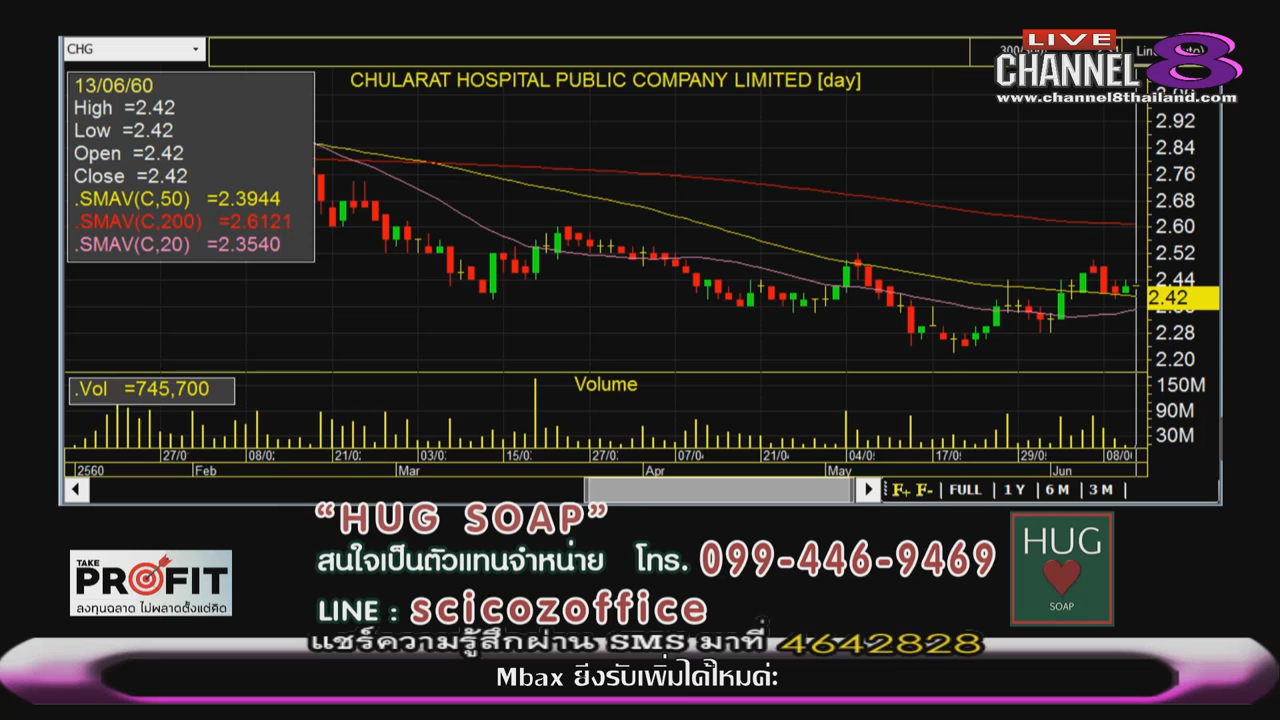 CHG
LIVE
CHANNEL 8
www.channel8thailand.com
CHULARAT HOSPITAL PUBLIC COMPANY LIMITED [day]
13/06/60
High =2.42
Low =2.42
Open =2.42
Close =2.42
.SMAV(C,50) =2.3944
.SMAV(C,200) =2.6121
.SMAV(C,20) =2.3540
2.92
2.84
2.76
2.68
2.60
2.52
2.44
2.42
2.28
2.20
.Vol =745,700
Volume
150M
90M
30M
27/0 08/0 21/0 03/0 15/0 27/0 07/0 21/0 04/0 17/0 29/0 08/0
2560 Feb Mar Apr May Jun
F+ F- | FULL | 1 Y | 6 M | 3 M |
"HUG SOAP"
สนใจเป็นตัวแทนจำหน่าย โทร. 099-446-9469
LINE : scicozoffice
HUG
SOAP
TAKE
PROFIT
ลงทุนฉลาด ไม่พลาดตั้งแต่คิด
แชร์ความรู้สึกผ่าน SMS มาที่ 4642828
Mbax ยีงรับเพิ่มได้ไหมค่ะ